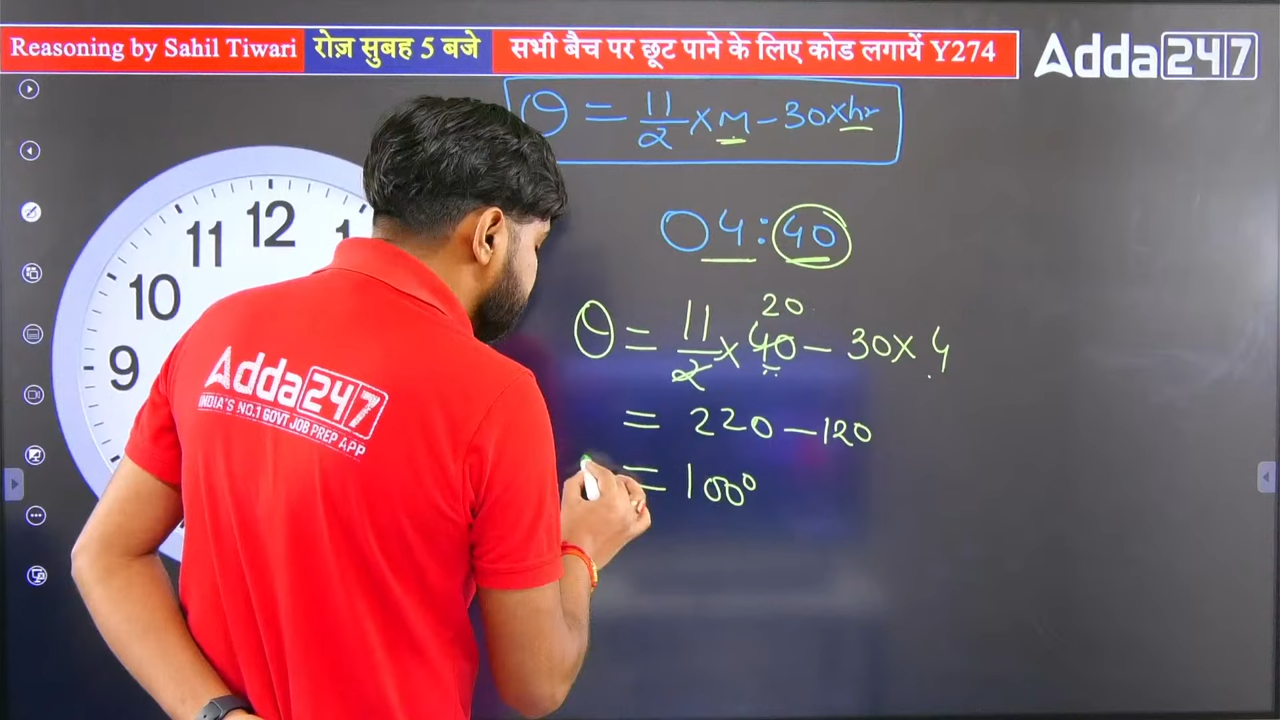 Reasoning by Sahil Tiwari रोज़ सुबह 5 बजे सभी बैच पर छूट पाने के लिए कोड लगायें Y274 Adda247
θ = 11/2 × M - 30 × hr
04:40
12
11
1
10
9
20
θ = 11/2 × 40 - 30 × 4
= 220 - 120
= 100°
Adda247
INDIA'S NO.1 GOVT JOB PREP APP